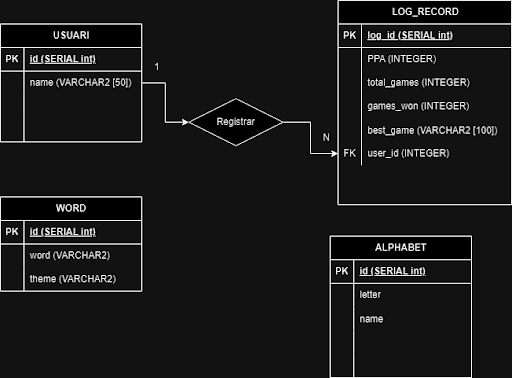 USUARI
PK id (SERIAL int)
name (VARCHAR2 [50])
1
Registrar
N
LOG_RECORD
PK log_id (SERIAL int)
PPA (INTEGER)
total_games (INTEGER)
games_won (INTEGER)
best_game (VARCHAR2 [100])
FK user_id (INTEGER)
WORD
PK id (SERIAL int)
word (VARCHAR2)
theme (VARCHAR2)
ALPHABET
PK id (SERIAL int)
letter
name